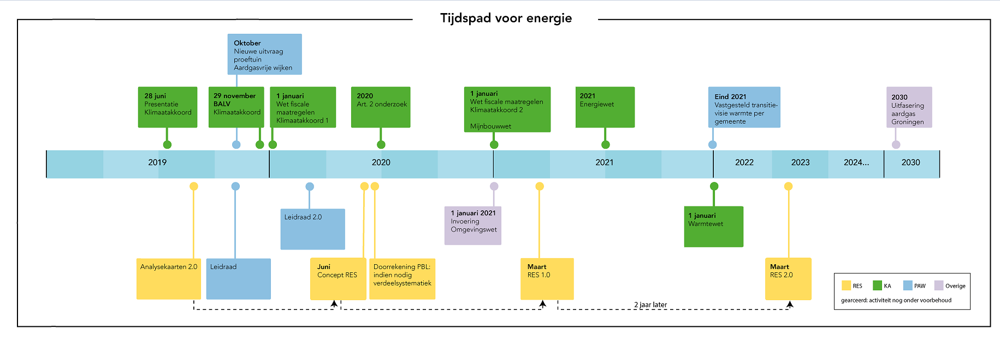 Tijdspad voor energie
Oktober
Nieuwe uitvraag
proeftuin
Aardgasvrije wijken
28 juni
Presentatie
Klimaatakkoord
29 november
BALV
Klimaatakkoord
1 januari
Wet fiscale
maatregelen
Klimaatakkoord 1
2020
Art. 2 onderzoek
1 januari
Wet fiscale maatregelen
Klimaatakkoord 2
Mijnbouwwet
2021
Energiewet
Eind 2021
Vastgesteld transitie-
visie warmte per
gemeente
2030
Uitfasering
aardgas
Groningen
2019
2020
2021
2022
2023
2024...
2030
Analysekaarten 2.0
Leidraad
Leidraad 2.0
Juni
Concept RES
Doorrekening PBL:
indien nodig
verdeelsystematiek
1 januari 2021
Invoering
Omgevingswet
Maart
RES 1.0
1 januari
Warmtewet
Maart
RES 2.0
2 jaar later
RES
KA
PAW
Overige
gearceerd: activiteit nog onder voorbehoud